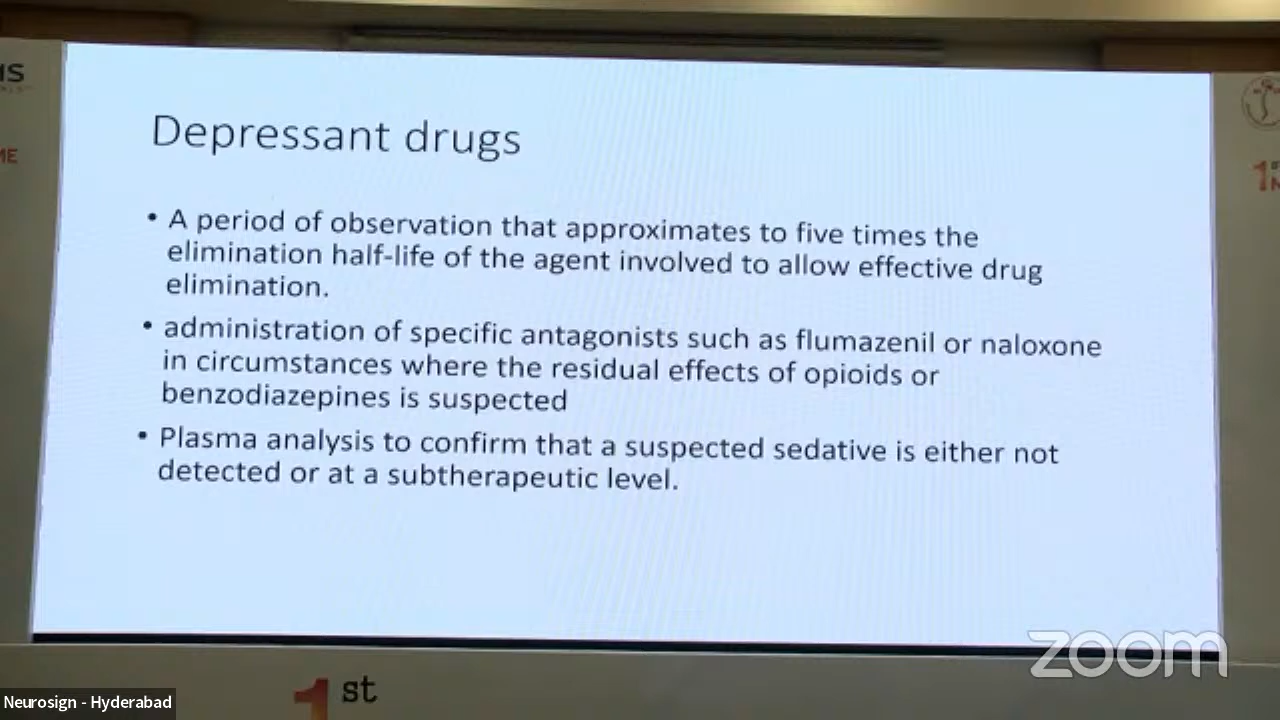 Depressant drugs
• A period of observation that approximates to five times the
elimination half-life of the agent involved to allow effective drug
elimination.
• administration of specific antagonists such as flumazenil or naloxone
in circumstances where the residual effects of opioids or
benzodiazepines is suspected
• Plasma analysis to confirm that a suspected sedative is either not
detected or at a subtherapeutic level.
zoom
Neurosign - Hyderabad
1st